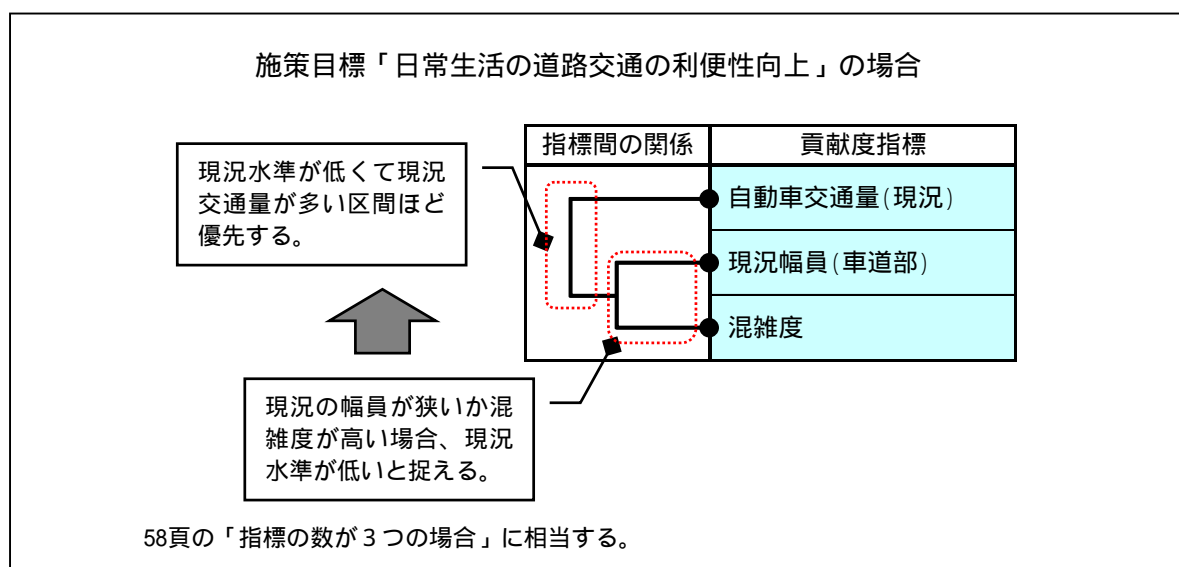 施策目標「日常生活の道路交通の利便性向上」の場合
指標間の関係
貢献度指標
現況水準が低くて現況
交通量が多い区間ほど
優先する。
自動車交通量(現況)
現況幅員(車道部)
混雑度
現況の幅員が狭いか混
雑度が高い場合、現況
水準が低いと捉える。
58頁の「指標の数が3つの場合」に相当する。